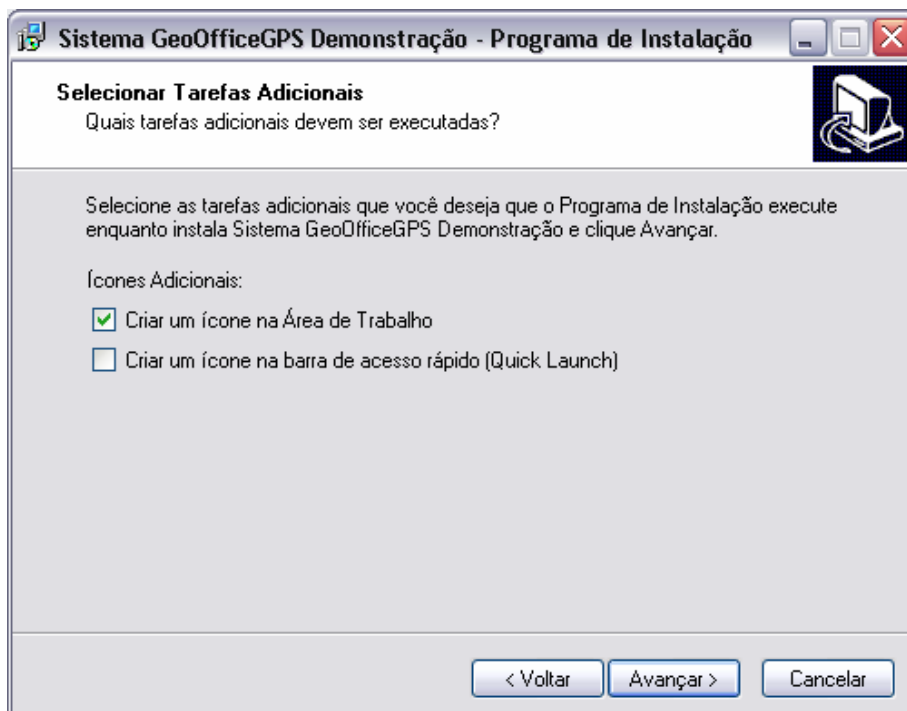 Sistema GeoOfficeGPS Demonstração - Programa de Instalação
Selecionar Tarefas Adicionais
Quais tarefas adicionais devem ser executadas?
Selecione as tarefas adicionais que você deseja que o Programa de Instalação execute
enquanto instala Sistema GeoOfficeGPS Demonstração e clique Avançar.
Ícones Adicionais:
Criar um ícone na Área de Trabalho
Criar um ícone na barra de acesso rápido (Quick Launch)
< Voltar
Avançar >
Cancelar